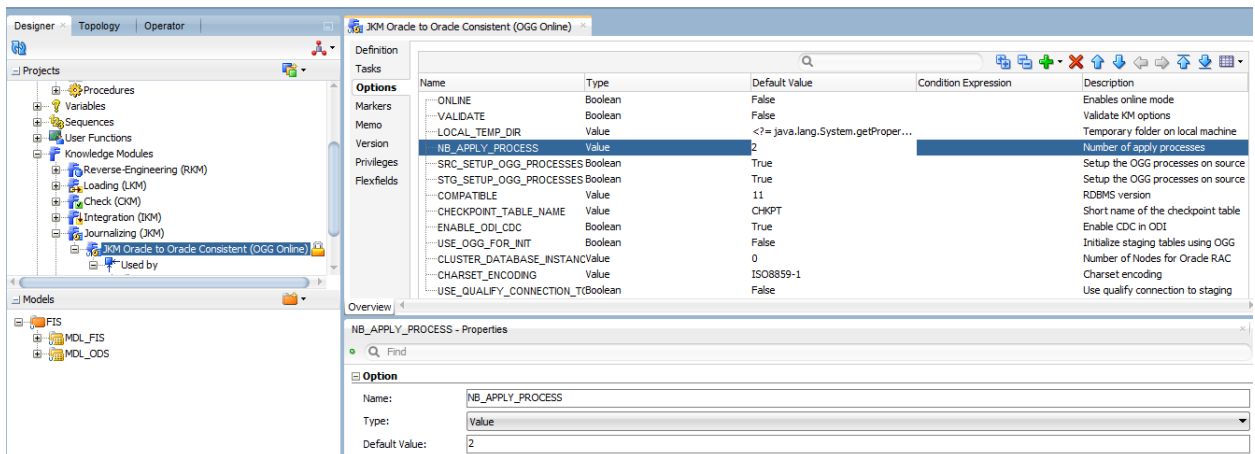 Designer
Topology
Operator
Projects
Procedures
Variables
Sequences
User Functions
Knowledge Modules
Reverse-Engineering (RKM)
Loading (LKM)
Check (CKM)
Integration (IKM)
Journalizing (JKM)
JKM Oracle to Oracle Consistent (OGG Online)
Used by
Models
FIS
MDL_FIS
MDL_ODS
JKM Oracle to Oracle Consistent (OGG Online)
Definition
Tasks
Options
Markers
Memo
Version
Privileges
Flexfields
Name Type Default Value Condition Expression Description
ONLINE Boolean False Enables online mode
VALIDATE Boolean False Validate KM options
LOCAL_TEMP_DIR Value <?= java.lang.System.getProper... Temporary folder on local machine
NB_APPLY_PROCESS Value 2 Number of apply processes
SRC_SETUP_OGG_PROCESSES Boolean True Setup the OGG processes on source
STG_SETUP_OGG_PROCESSES Boolean True Setup the OGG processes on source
COMPATIBLE Value 11 RDBMS version
CHECKPOINT_TABLE_NAME Value CHKPT Short name of the checkpoint table
ENABLE_ODI_CDC Boolean True Enable CDC in ODI
USE_OGG_FOR_INIT Boolean False Initialize staging tables using OGG
CLUSTER_DATABASE_INSTANC Value 0 Number of Nodes for Oracle RAC
CHARSET_ENCODING Value ISO8859-1 Charset encoding
USE_QUALIFY_CONNECTION_T( Boolean False Use qualify connection to staging
Overview
NB_APPLY_PROCESS - Properties
Find
Option
Name: NB_APPLY_PROCESS
Type: Value
Default Value: 2